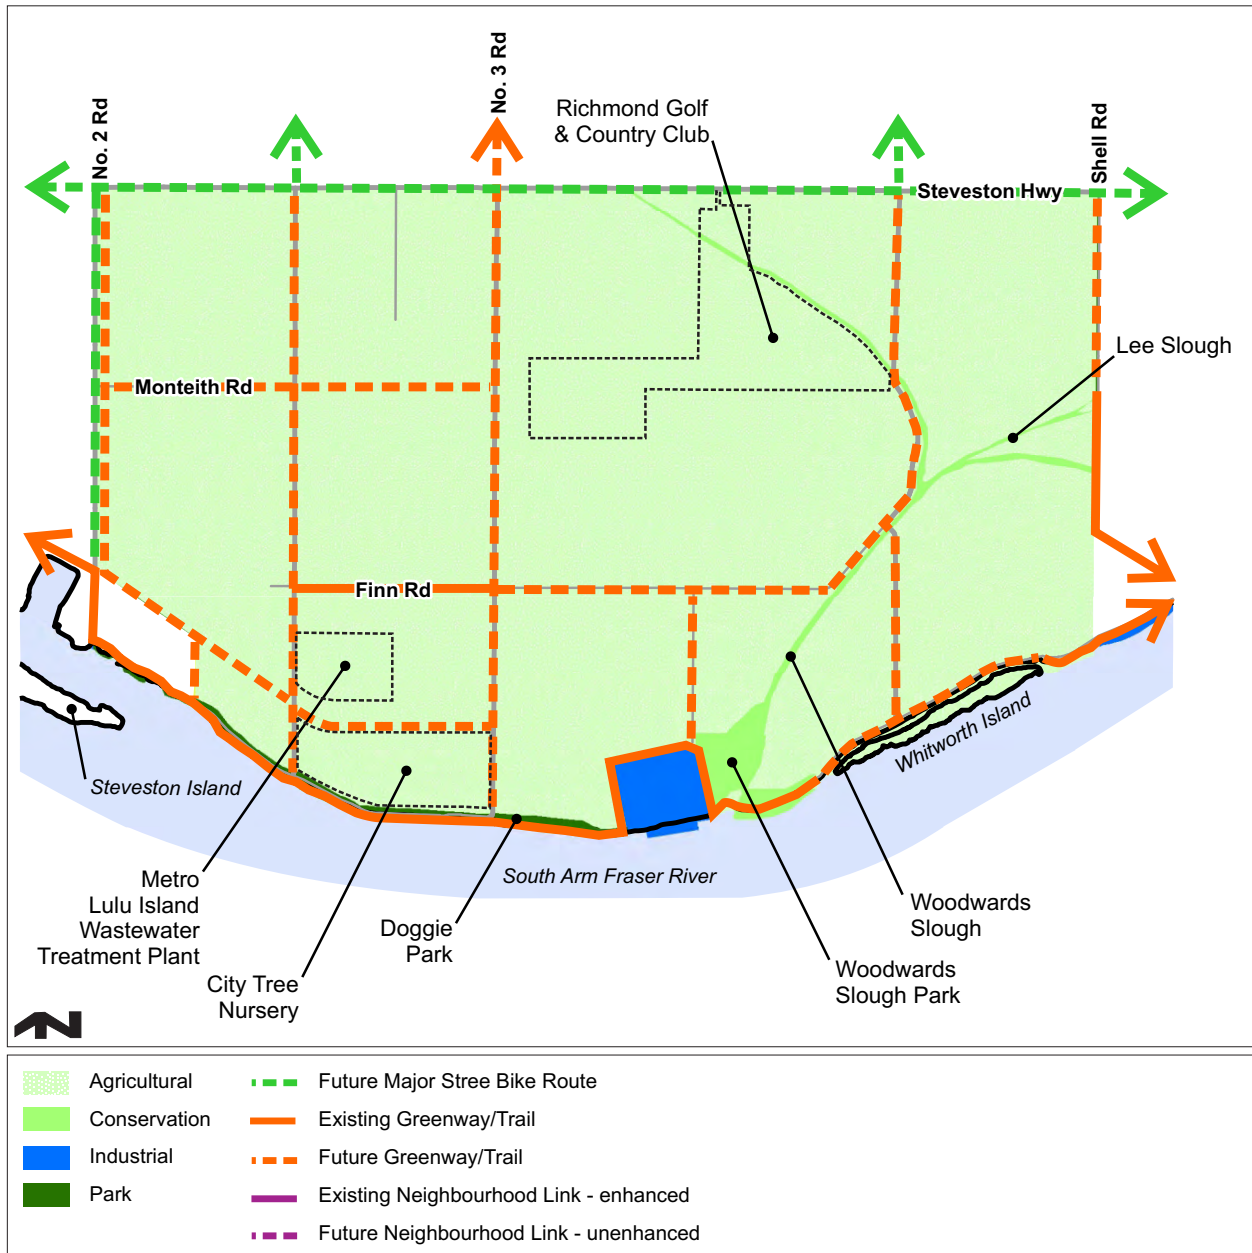 No. 2 Rd
No. 3 Rd
Richmond Golf
& Country Club
Shell Rd
Steveston Hwy
Lee Slough
Monteith Rd
Finn Rd
Whitworth Island
Steveston Island
South Arm Fraser River
Metro
Lulu Island
Wastewater
Treatment Plant
City Tree
Nursery
Doggie
Park
Woodwards
Slough
Woodwards
Slough Park
N
Agricultural
Conservation
Industrial
Park
Future Major Stree Bike Route
Existing Greenway/Trail
Future Greenway/Trail
Existing Neighbourhood Link - enhanced
Future Neighbourhood Link - unenhanced